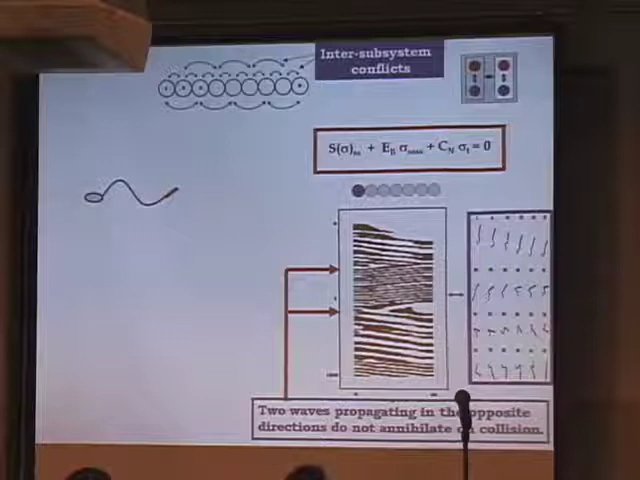 Inter-subsystem
conflicts
Two waves propagating in the opposite
directions do not annihilate on collision.